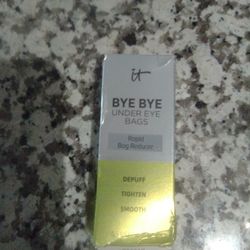 it
BYE BYE
UNDER EYE
BAGS
Rapid
Bag Reducer
DEPUFF
TIGHTEN
SMOOTH